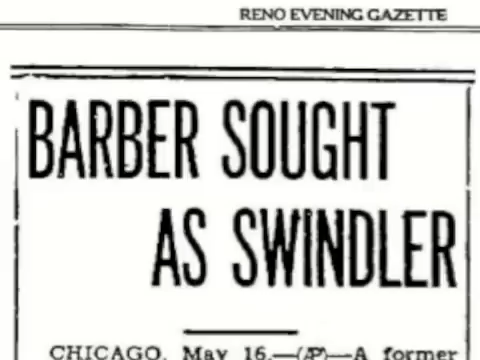 RENO EVENING GAZETTE
BARBER SOUGHT
AS SWINDLER
CHICAGO, May 16.—(AP)—A former